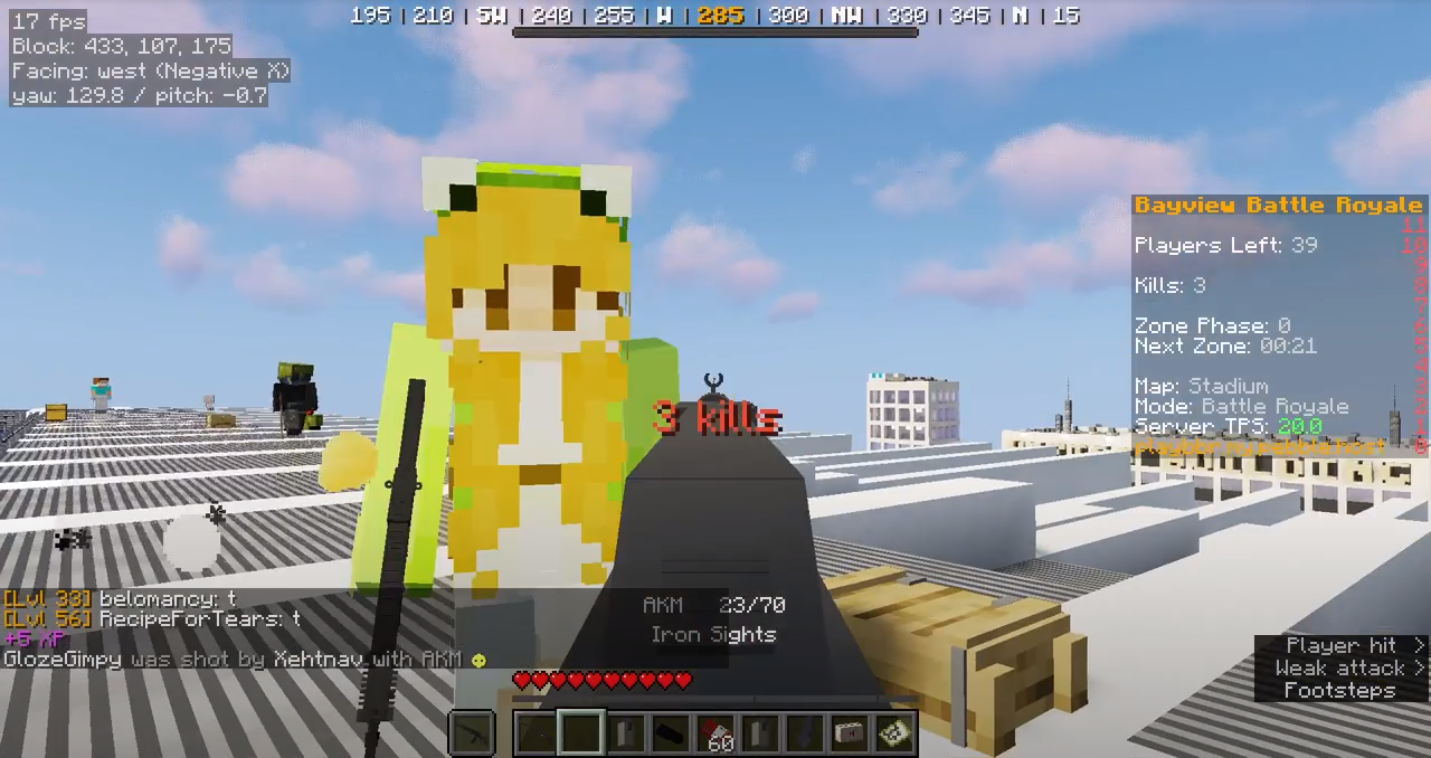 195 | 210 | SW | 240 | 255 | W | 285 | 300 | NW | 330 | 345 | N | 15
17 fps
Block: 433, 107, 175
Facing: west (Negative X)
yaw: 129.8 / pitch: -0.7
Bayview Battle Royale
11
Players Left: 39
10
9
Kills: 3
8
7
Zone Phase: 0
6
Next Zone: 00:21
5
4
Map: Stadium
3
Mode: Battle Royale
2
Server TPS: 20.0
1
playbbr.mypebble.host
0
3 kills
[Lvl 33] belomancy: t
[Lvl 56] RecipeForTears: t
+5 XP
GlozeGimpy was shot by Xehtnav with AKM
AKM 23/70
Iron Sights
Player hit >
Weak attack >
Footsteps
60